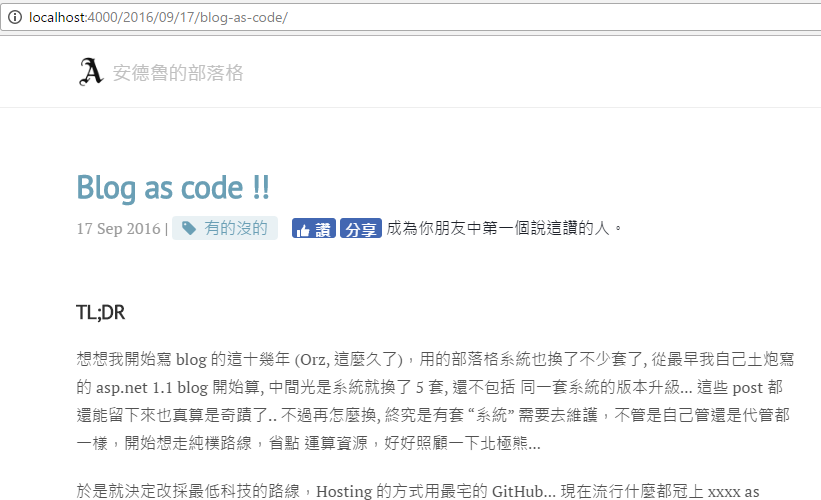 localhost:4000/2016/09/17/blog-as-code/
A 安德魯的部落格
Blog as code !!
17 Sep 2016 | 有的沒的 讚 分享 成為你朋友中第一個說這讚的人。
TL;DR
想想我開始寫 blog 的這十幾年 (Orz, 這麼久了)，用的部落格系統也換了不少套了, 從最早我自己土炮寫
的 asp.net 1.1 blog 開始算, 中間光是系統就換了 5 套, 還不包括 同一套系統的版本升級... 這些 post 都
還能留下來也真算是奇蹟了.. 不過再怎麼換, 終究是有套 “系統” 需要去維護，不管是自己管還是代管都
一樣，開始想走純樸路線，省點 運算資源，好好照顧一下北極熊...
於是就決定改採最低科技的路線，Hosting 的方式用最宅的 GitHub... 現在流行什麼都冠上 xxxx as